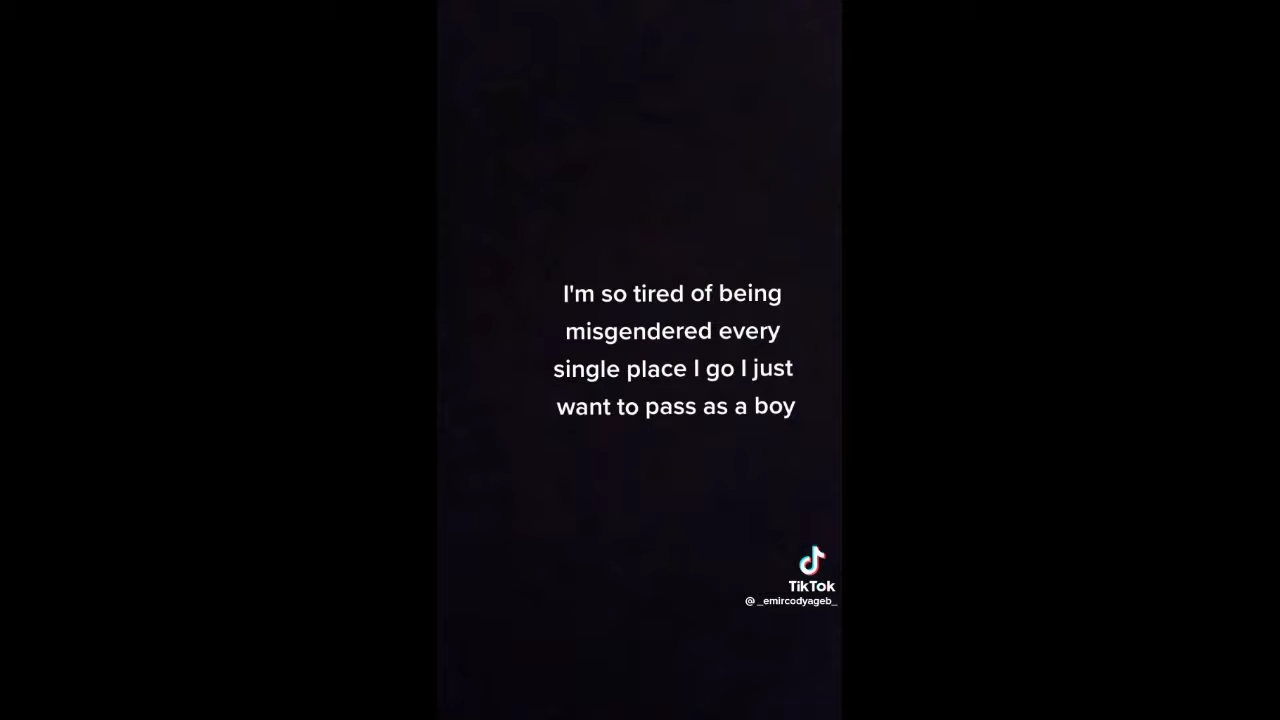 I'm so tired of being
misgendered every
single place I go I just
want to pass as a boy
TikTok
@ _emircodyageb_